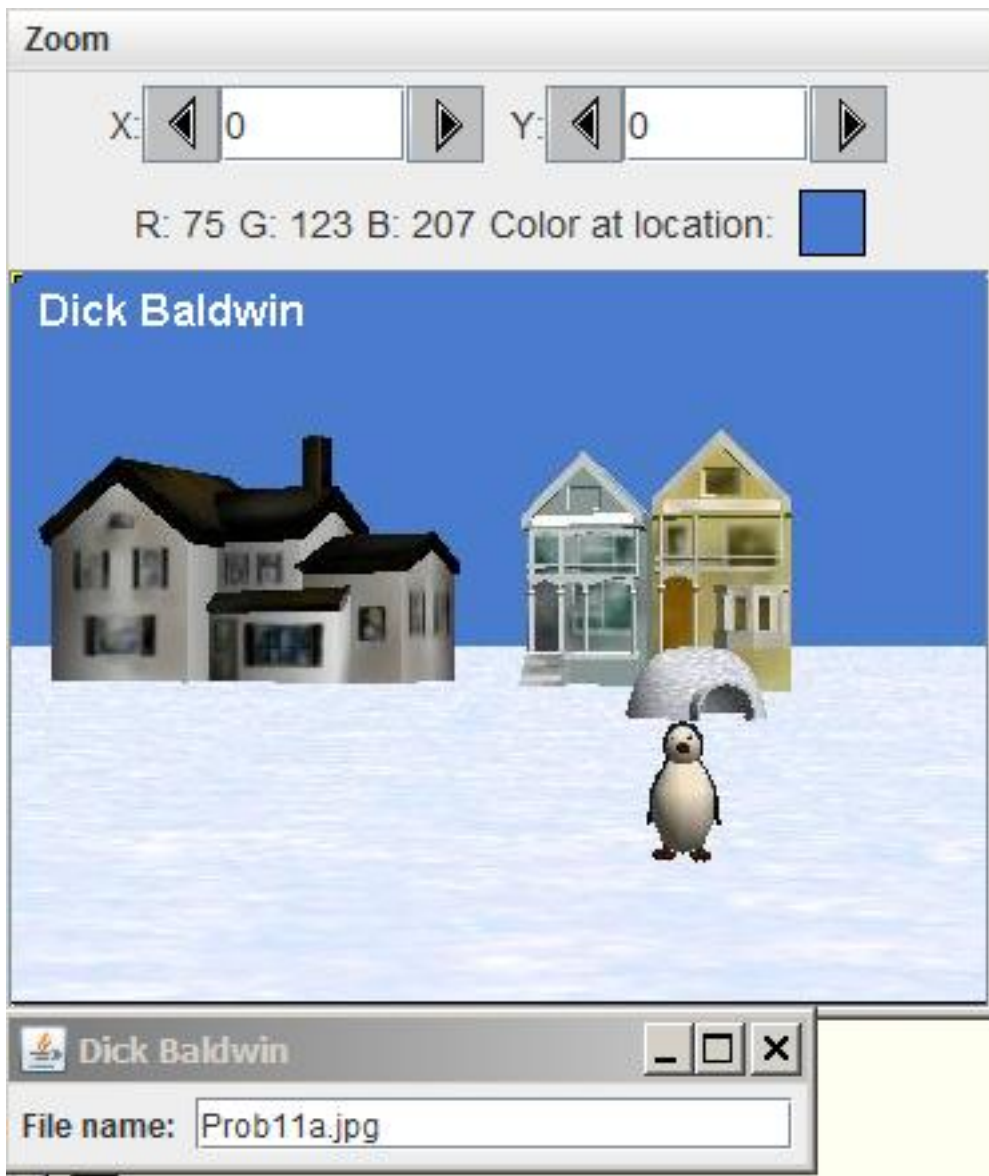 Zoom
X: 0 Y: 0
R: 75 G: 123 B: 207 Color at location:
Dick Baldwin
Dick Baldwin
File name: Prob11a.jpg